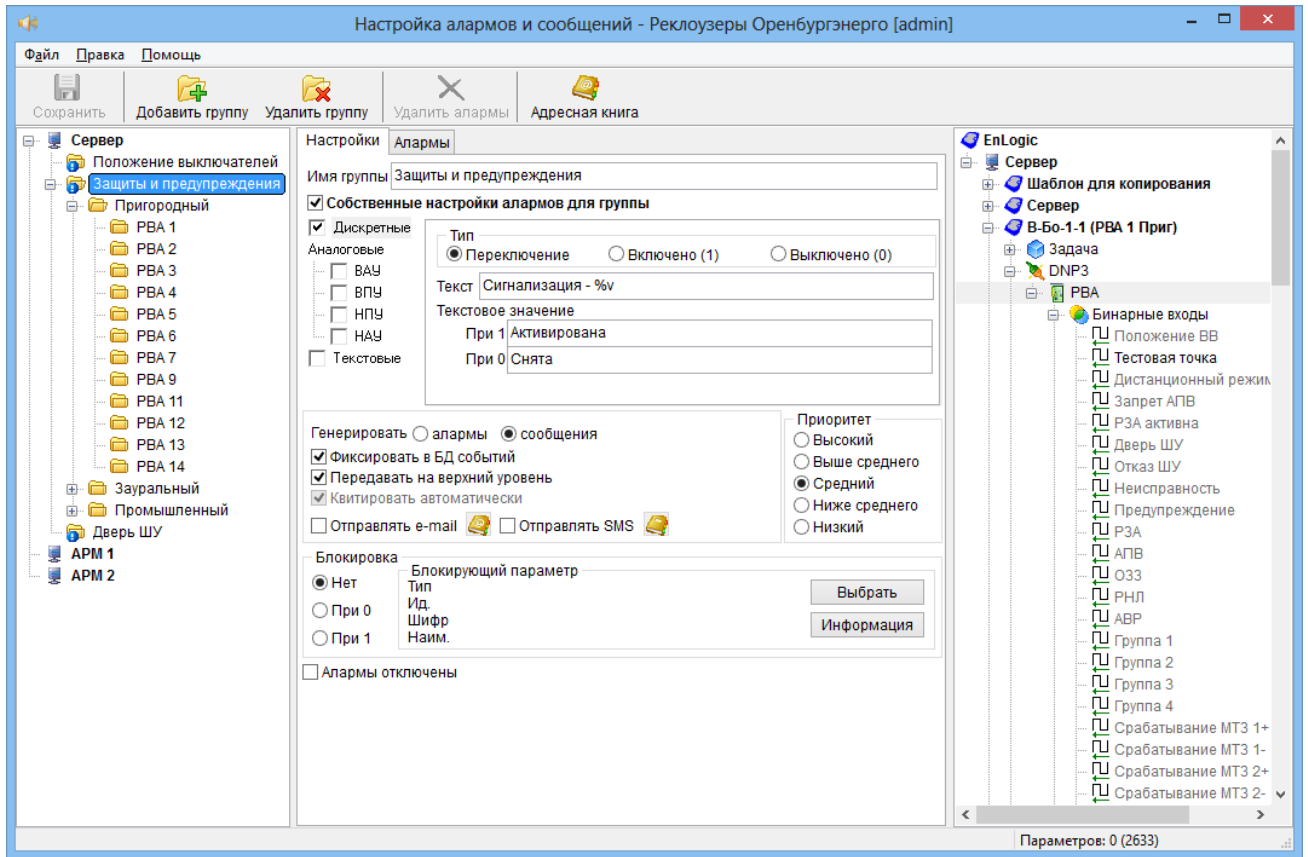 Настройка алармов и сообщений - Реклоузеры Оренбургэнерго [admin]
Файл Правка Помощь
Сохранить Добавить группу Удалить группу Удалить алармы Адресная книга
Сервер
Положение выключателей
Защиты и предупреждения
Пригородный
РВА 1
РВА 2
РВА 3
РВА 4
РВА 5
РВА 6
РВА 7
РВА 9
РВА 11
РВА 12
РВА 13
РВА 14
Зауральный
Промышленный
Дверь ШУ
АРМ 1
АРМ 2
Настройки Алармы
Имя группы Защиты и предупреждения
Собственные настройки алармов для группы
Дискретные
Аналоговые
ВАУ
ВПУ
НПУ
НАУ
Текстовые
Тип
Переключение Включено (1) Выключено (0)
Текст Сигнализация - %v
Текстовое значение
При 1 Активирована
При 0 Снята
Генерировать алармы сообщения
Фиксировать в БД событий
Передавать на верхний уровень
Квитировать автоматически
Отправлять e-mail Отправлять SMS
Приоритет
Высокий
Выше среднего
Средний
Ниже среднего
Низкий
Блокировка
Нет
При 0
При 1
Блокирующий параметр
Тип
Ид.
Шифр
Наим.
Выбрать
Информация
Алармы отключены
EnLogic
Сервер
Шаблон для копирования
Сервер
В-Бо-1-1 (РВА 1 Приг)
Задача
DNP3
РВА
Бинарные входы
Положение ВВ
Тестовая точка
Дистанционный режим
Запрет АПВ
РЗА активна
Дверь ШУ
Отказ ШУ
Неисправность
Предупреждение
РЗА
АПВ
ОЗЗ
РНЛ
АВР
Группа 1
Группа 2
Группа 3
Группа 4
Срабатывание МТЗ 1+
Срабатывание МТЗ 1-
Срабатывание МТЗ 2+
Срабатывание МТЗ 2-
Параметров: 0 (2633)